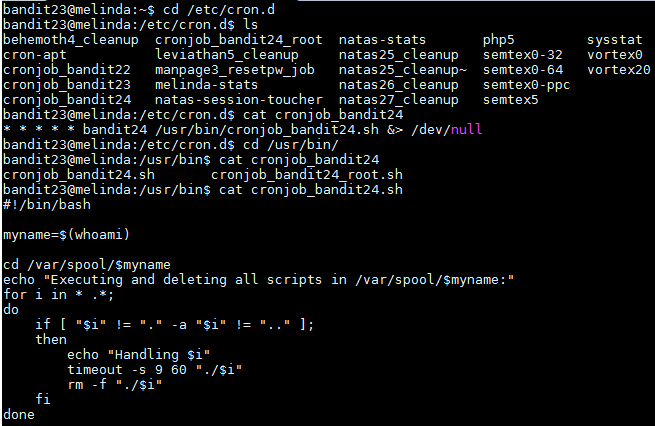 bandit23@melinda:~$ cd /etc/cron.d
bandit23@melinda:/etc/cron.d$ ls
behemoth4_cleanup  cronjob_bandit24_root  natas-stats       php5         sysstat
cron-apt           leviathan5_cleanup     natas25_cleanup   semtex0-32   vortex0
cronjob_bandit22   manpage3_resetpw_job   natas25_cleanup~  semtex0-64   vortex20
cronjob_bandit23   melinda-stats          natas26_cleanup   semtex0-ppc
cronjob_bandit24   natas-session-toucher  natas27_cleanup   semtex5
bandit23@melinda:/etc/cron.d$ cat cronjob_bandit24
* * * * * bandit24 /usr/bin/cronjob_bandit24.sh &> /dev/null
bandit23@melinda:/etc/cron.d$ cd /usr/bin/
bandit23@melinda:/usr/bin$ cat cronjob_bandit24
cronjob_bandit24.sh       cronjob_bandit24_root.sh
bandit23@melinda:/usr/bin$ cat cronjob_bandit24.sh
#!/bin/bash

myname=$(whoami)

cd /var/spool/$myname
echo "Executing and deleting all scripts in /var/spool/$myname:"
for i in * .*;
do
    if [ "$i" != "." -a "$i" != ".." ];
    then
        echo "Handling $i"
        timeout -s 9 60 "./$i"
        rm -f "./$i"
    fi
done